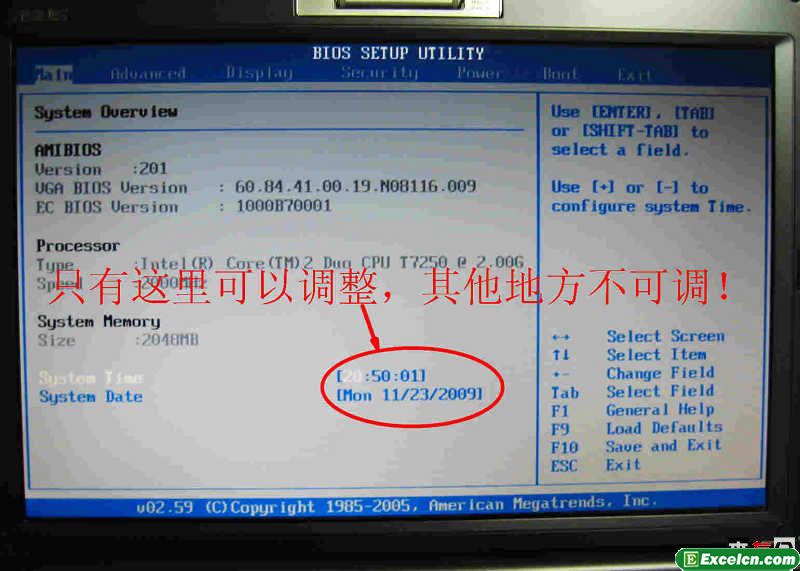 BIOS SETUP UTILITY
Main Advanced Display Security Power Boot Exit
System Overview
AMIBIOS
Version :201
VGA BIOS Version : 60.84.41.00.19.N08116.009
EC BIOS Version : 1000B70001
Processor
Type :Intel(R) Core(TM)2 Duo CPU T7250 @ 2.00G
Speed :2000MHz
只有这里可以调整，其他地方不可调！
System Memory
Size :2048MB
System Time [20:50:01]
System Date [Mon 11/23/2009]
Use [ENTER], [TAB]
or [SHIFT-TAB] to
select a field.
Use [+] or [-] to
configure system Time.
↔ Select Screen
↑↓ Select Item
+- Change Field
Tab Select Field
F1 General Help
F9 Load Defaults
F10 Save and Exit
ESC Exit
v02.59 (C)Copyright 1985-2005, American Megatrends, Inc.
Excelcn.com